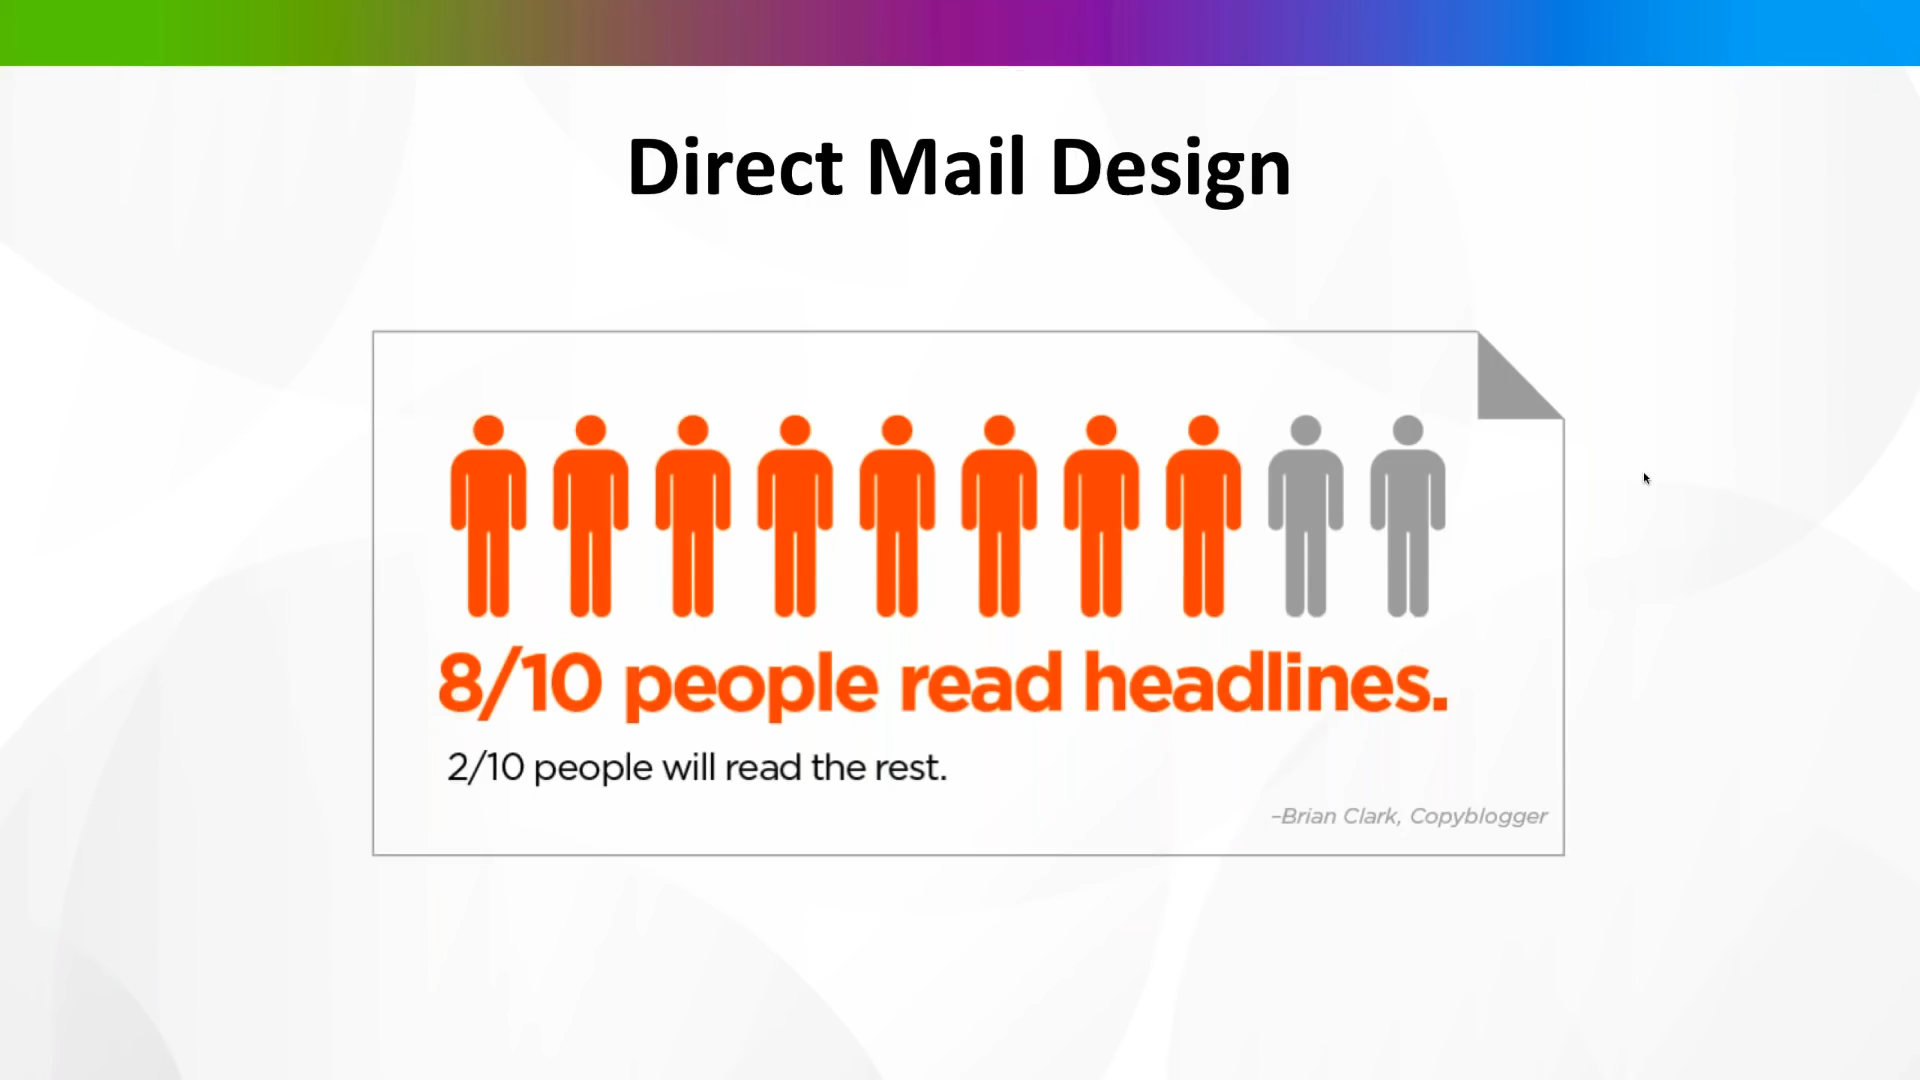 Direct Mail Design
8/10 people read headlines.
2/10 people will read the rest.
–Brian Clark, Copyblogger